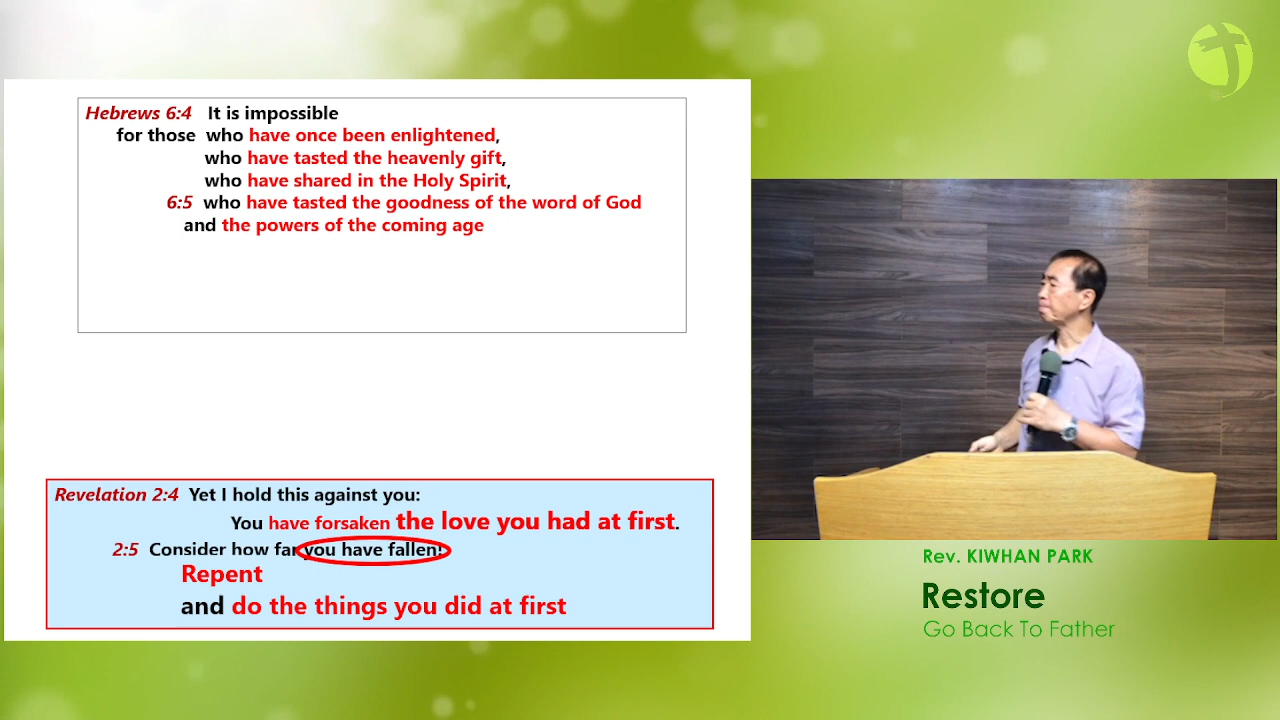 Hebrews 6:4 It is impossible
for those who have once been enlightened,
who have tasted the heavenly gift,
who have shared in the Holy Spirit,
6:5 who have tasted the goodness of the word of God
and the powers of the coming age
Revelation 2:4 Yet I hold this against you:
You have forsaken the love you had at first.
2:5 Consider how far you have fallen!
Repent
and do the things you did at first
Rev. KIWHAN PARK
Restore
Go Back To Father